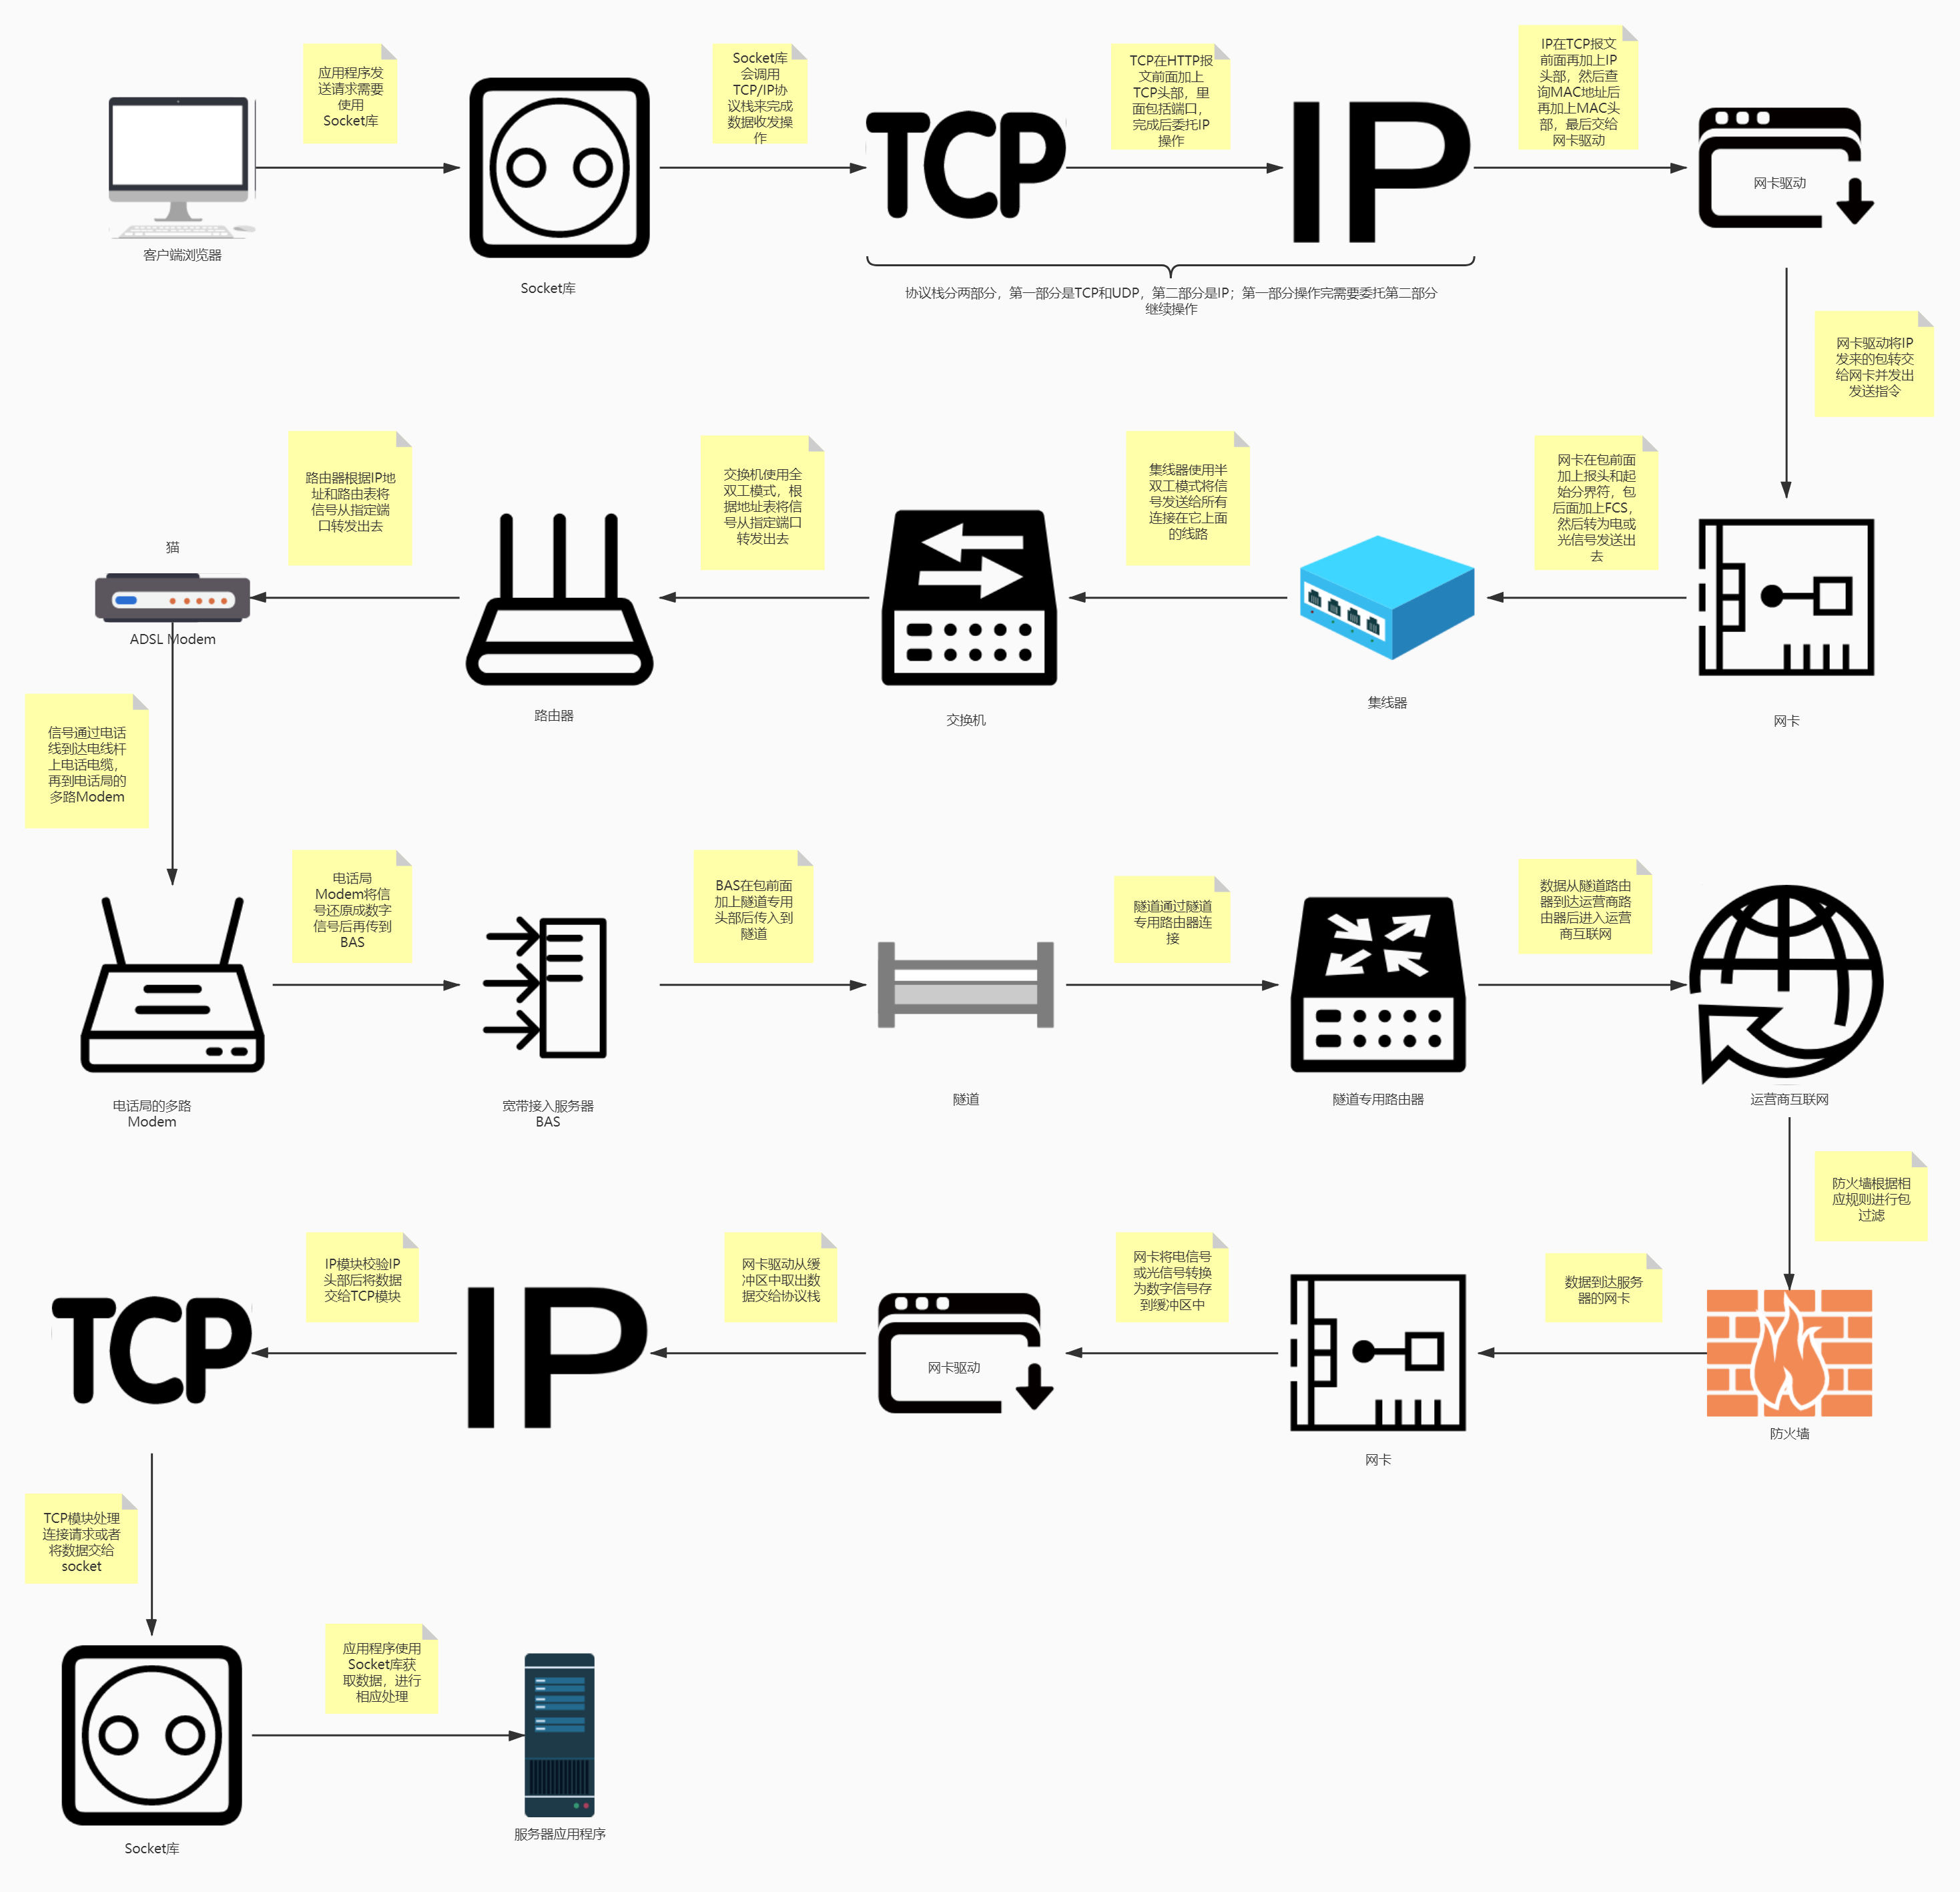 应用程序发
送请求需要
使用
Socket库
Socket库
会调用
TCP/IP协
议栈来完成
数据收发操
作
TCP在HTTP报
文前面加上
TCP头部，里
面包括端口，
完成后委托IP
操作
IP在TCP报文
前面再加上IP
头部，然后查
询MAC地址后
再加上MAC头
部，最后交给
网卡驱动
客户端浏览器
Socket库
TCP
IP
网卡驱动
协议栈分两部分，第一部分是TCP和UDP，第二部分是IP；第一部分操作完需要委托第二部分
继续操作
网卡驱动将IP
发来的包转交
给网卡并发出
发送指令
网卡在包前面
加上报头和起
始分界符，包
后面加上FCS，
然后转为电或
光信号发送出
去
集线器使用半
双工模式将信
号发送给所有
连接在它上面
的线路
交换机使用全
双工模式，根
据地址表将信
号从指定端口
转发出去
路由器根据IP地
址和路由表将
信号从指定端
口转发出去
猫
ADSL Modem
路由器
交换机
集线器
网卡
信号通过电话
线到达电线杆
上电话电缆，
再到电话局的
多路Modem
电话局
Modem将信
号还原成数字
信号后再传到
BAS
BAS在包前面
加上隧道专用
头部后传入到
隧道
隧道通过隧道
专用路由器连
接
数据从隧道路由
器到达运营商路
由器后进入运营
商互联网
电话局的多路
Modem
宽带接入服务器
BAS
隧道
隧道专用路由器
运营商互联网
防火墙根据相
应规则进行包
过滤
数据到达服务
器的网卡
网卡将电信号
或光信号转换
为数字信号存
到缓冲区中
网卡驱动从缓
冲区中取出数
据交给协议栈
IP模块校验IP
头部后将数据
交给TCP模块
TCP
IP
网卡驱动
网卡
防火墙
TCP模块处理
连接请求或者
将数据交给
socket
应用程序使用
Socket库获
取数据，进行
相应处理
Socket库
服务器应用程序